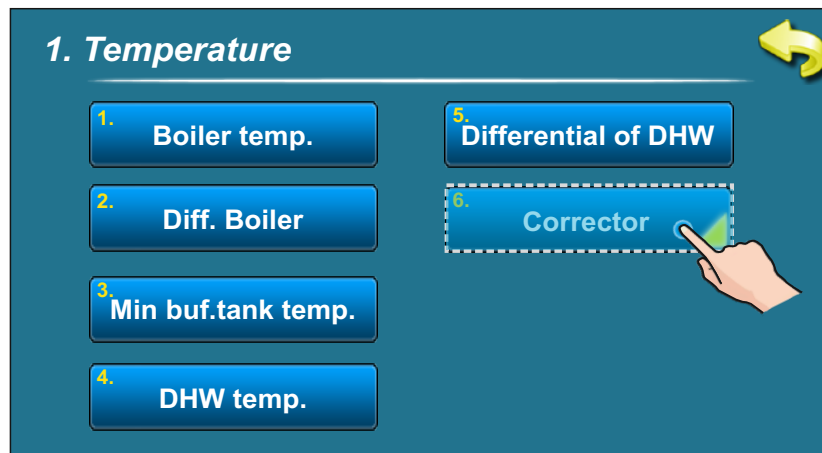 1. Temperature
1.
Boiler temp.
2.
Diff. Boiler
3.
Min buf.tank temp.
4.
DHW temp.
5.
Differential of DHW
6.
Corrector